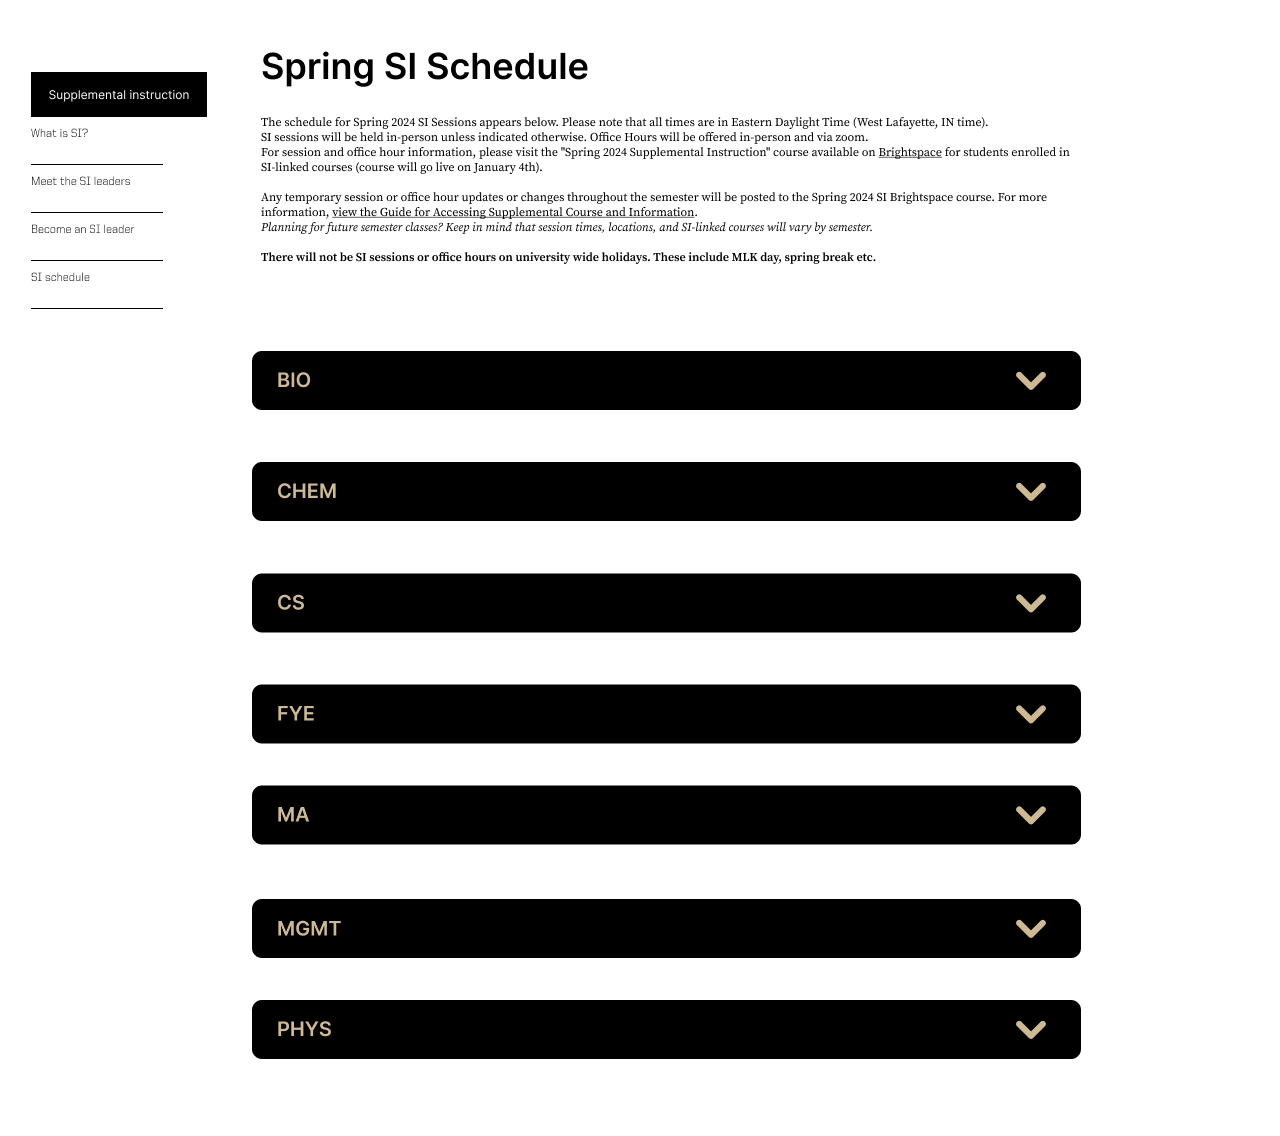 Spring SI Schedule
Supplemental instruction
What is SI?
Meet the SI leaders
Become an SI leader
SI schedule
The schedule for Spring 2024 SI Sessions appears below. Please note that all times are in Eastern Daylight Time (West Lafayette, IN time).
SI sessions will be held in-person unless indicated otherwise. Office Hours will be offered in-person and via zoom.
For session and office hour information, please visit the "Spring 2024 Supplemental Instruction" course available on Brightspace for students enrolled in
SI-linked courses (course will go live on January 4th).
Any temporary session or office hour updates or changes throughout the semester will be posted to the Spring 2024 SI Brightspace course. For more
information, view the Guide for Accessing Supplemental Course and Information.
Planning for future semester classes? Keep in mind that session times, locations, and SI-linked courses will vary by semester.
There will not be SI sessions or office hours on university wide holidays. These include MLK day, spring break etc.
BIO
CHEM
CS
FYE
MA
MGMT
PHYS